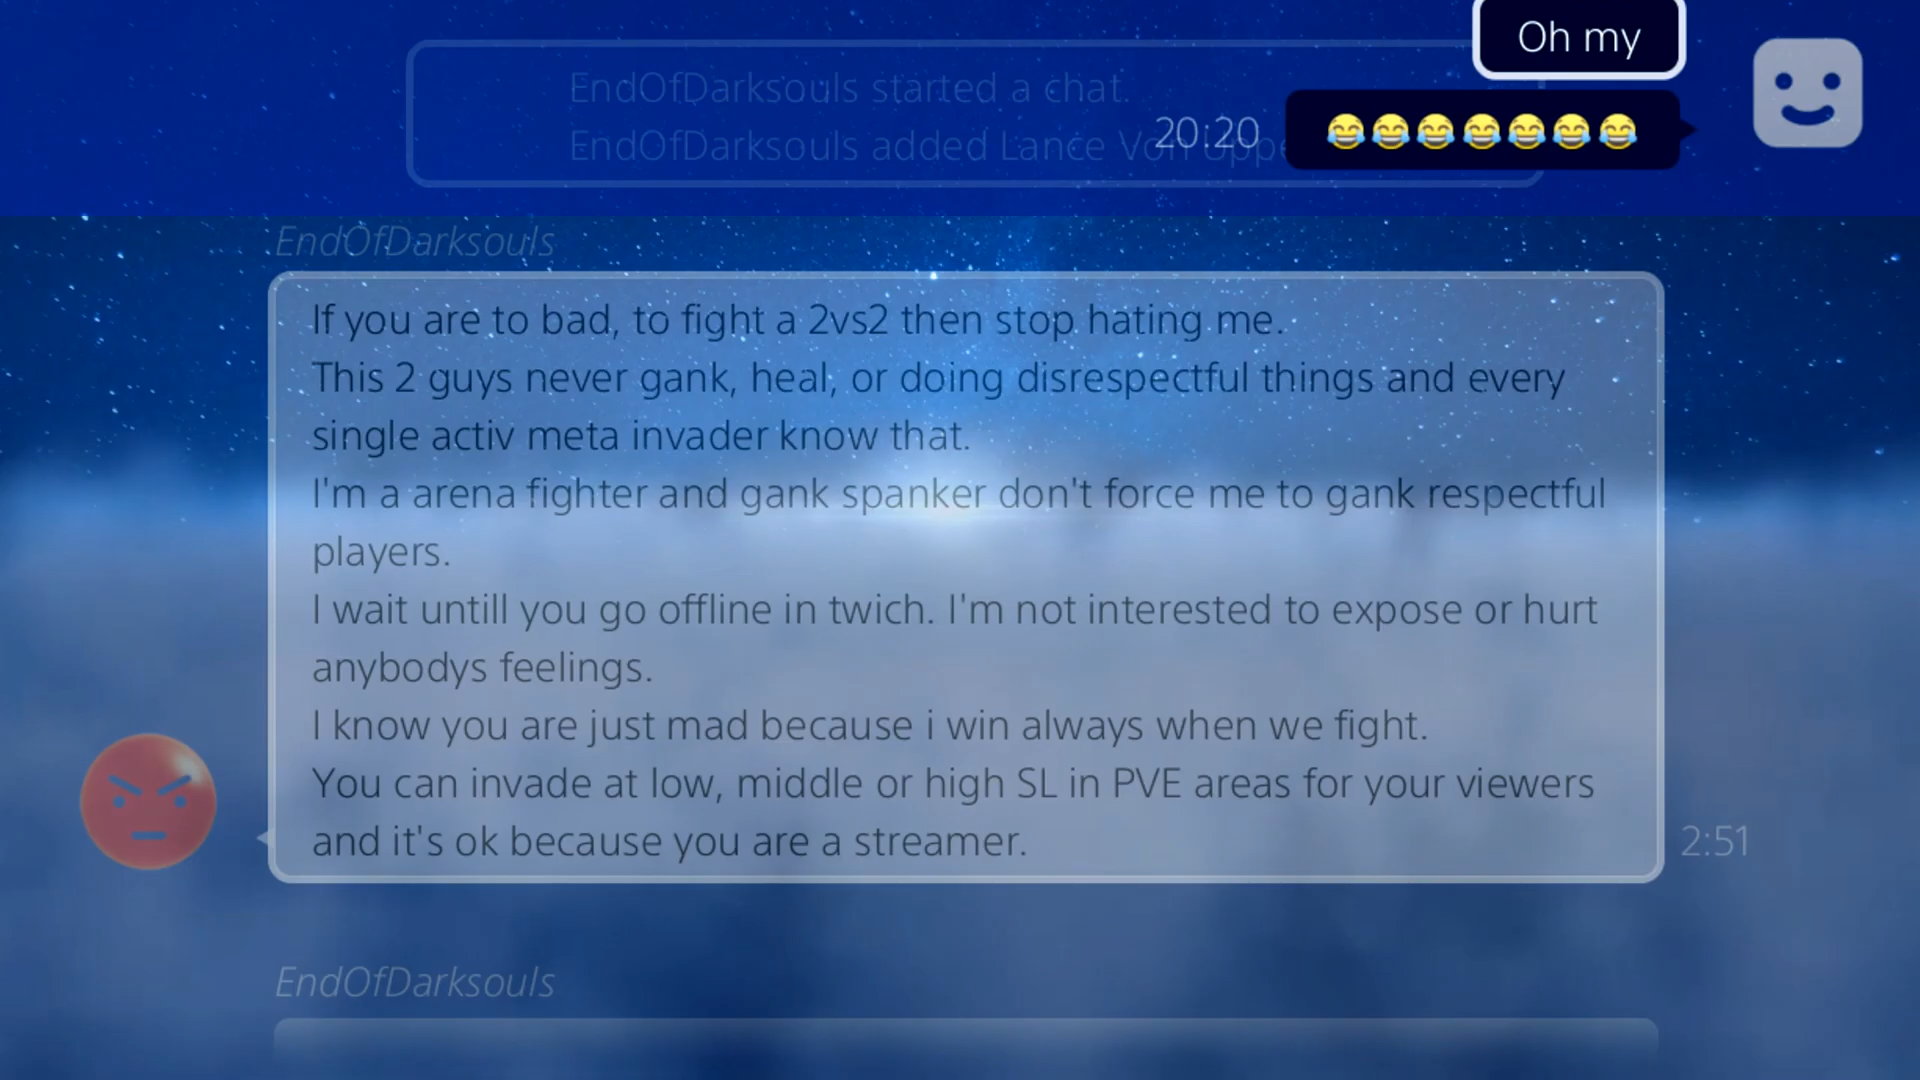 Oh my
EndOfDarksouls started a chat.
20:20 😂😂😂😂😂😂😂
EndOfDarksouls added Lance Von
EndOfDarksouls
If you are to bad, to fight a 2vs2 then stop hating me.
This 2 guys never gank, heal, or doing disrespectful things and every
single activ meta invader know that.
I'm a arena fighter and gank spanker don't force me to gank respectful
players.
I wait untill you go offline in twich. I'm not interested to expose or hurt
anybodys feelings.
I know you are just mad because i win always when we fight.
You can invade at low, middle or high SL in PVE areas for your viewers
and it's ok because you are a streamer.
2:51
EndOfDarksouls